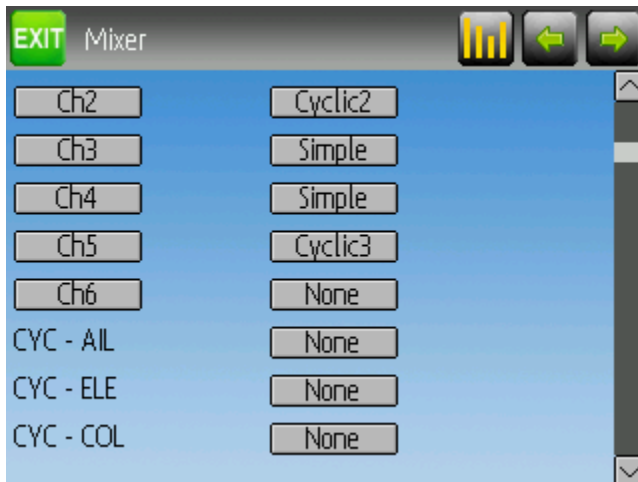 EXIT Mixer
Ch2 Cyclic2
Ch3 Simple
Ch4 Simple
Ch5 Cyclic3
Ch6 None
CYC - AIL None
CYC - ELE None
CYC - COL None